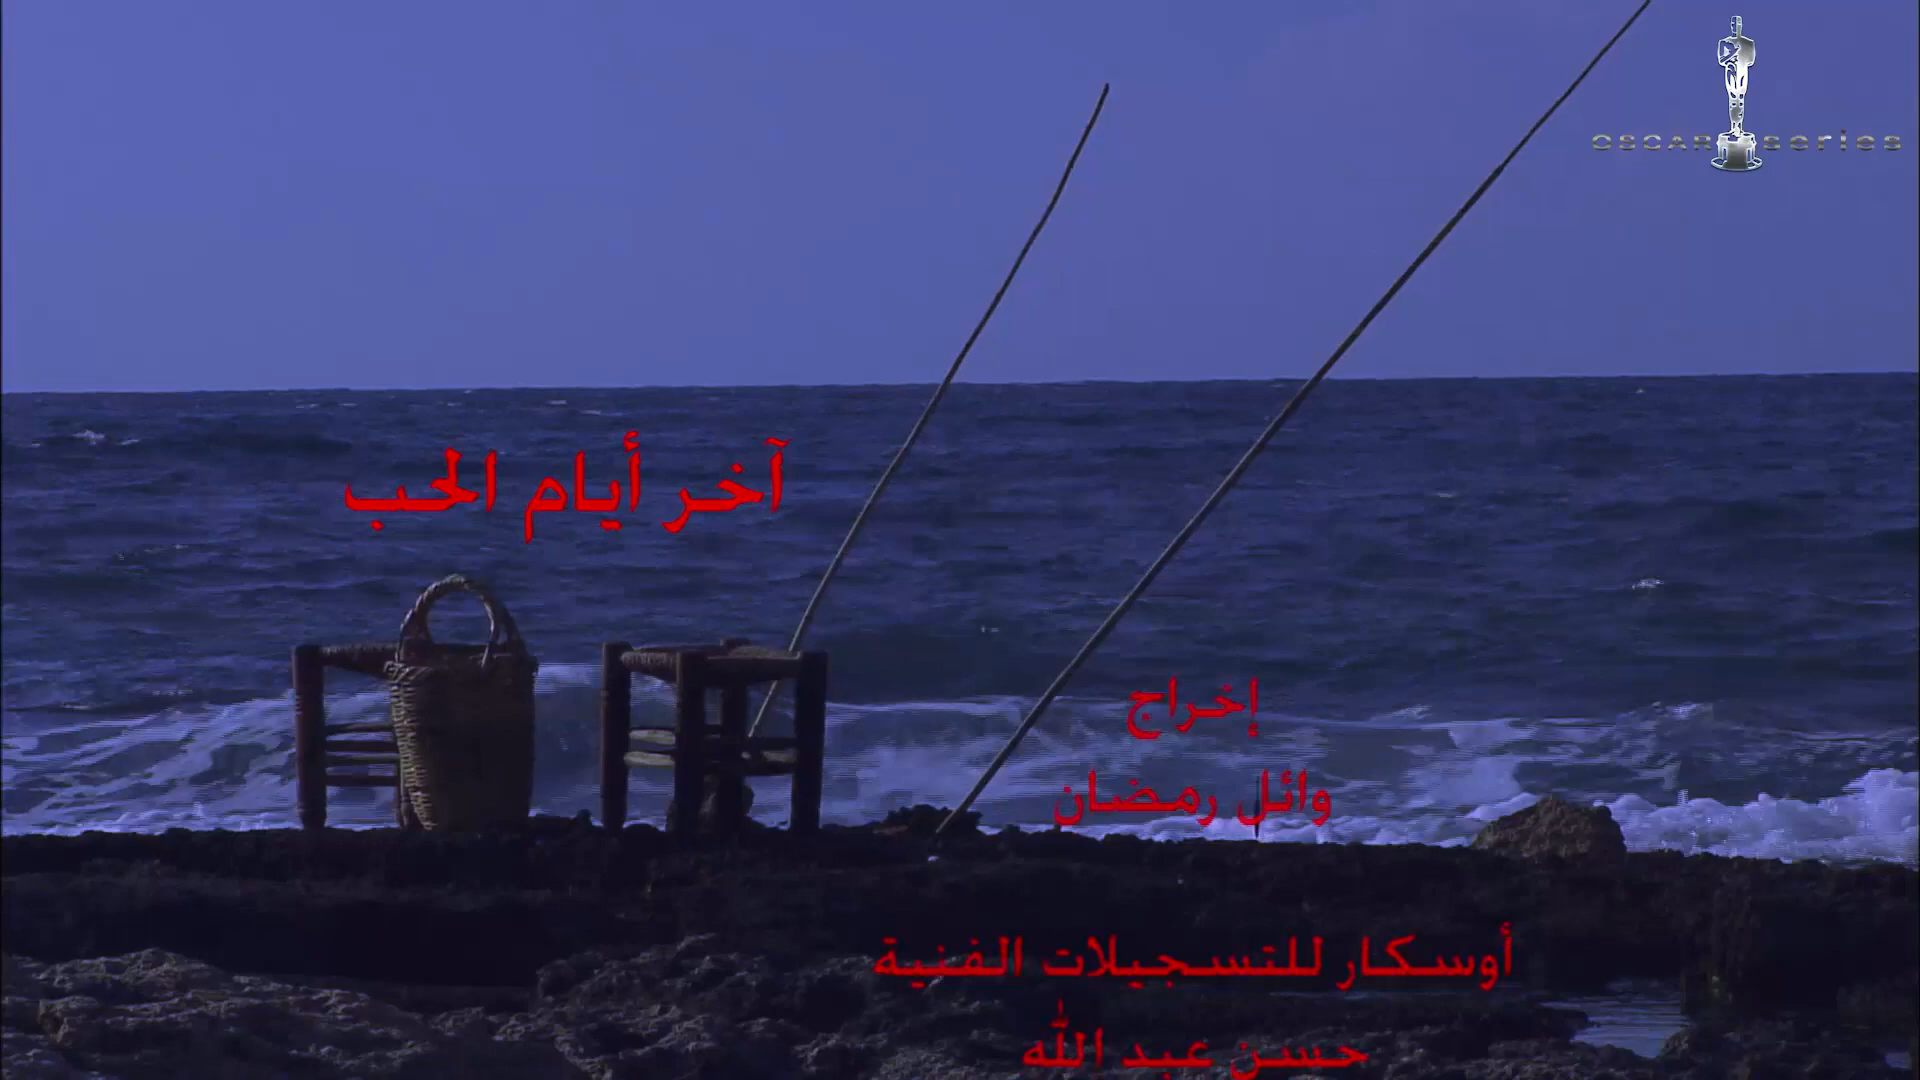 OSCAR series
آخر أيام الحب
إخراج
وائل رمضان
أوسكار للتسجيلات الفنية
حسن عبد الله